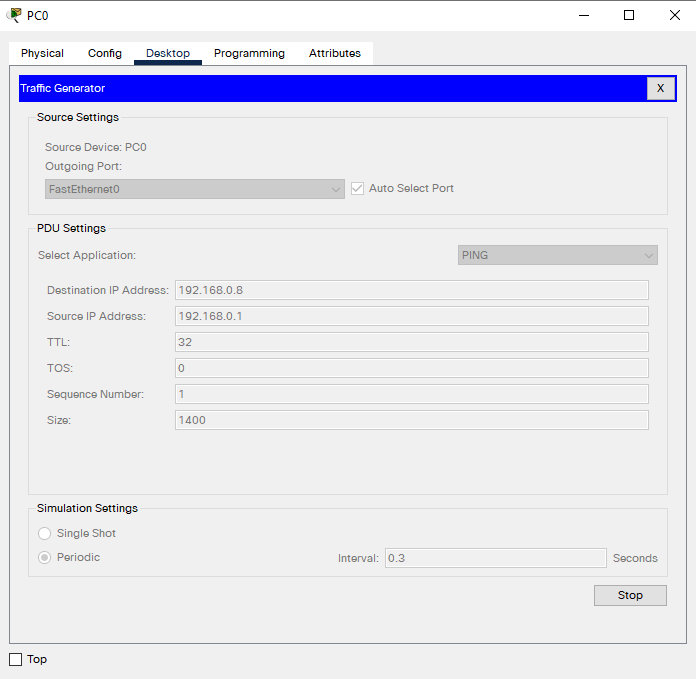 PC0
Physical Config Desktop Programming Attributes
Traffic Generator X
Source Settings
Source Device: PC0
Outgoing Port:
FastEthernet0 Auto Select Port
PDU Settings
Select Application: PING
Destination IP Address: 192.168.0.8
Source IP Address: 192.168.0.1
TTL: 32
TOS: 0
Sequence Number: 1
Size: 1400
Simulation Settings
Single Shot
Periodic Interval: 0.3 Seconds
Stop
Top